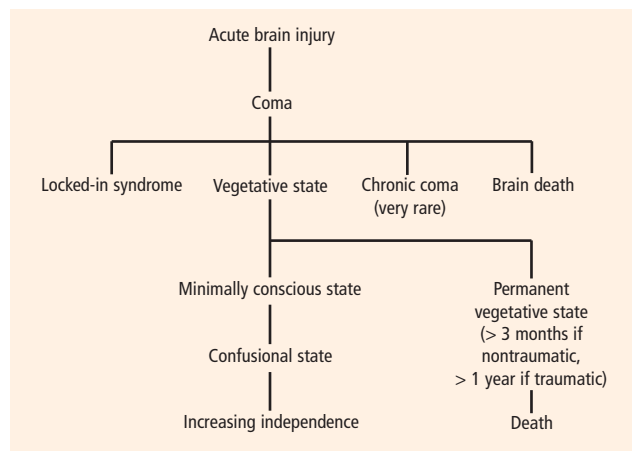 Acute brain injury
Coma
Locked-in syndrome
Vegetative state
Chronic coma
(very rare)
Brain death
Minimally conscious state
Confusional state
Increasing independence
Permanent
vegetative state
(> 3 months if
nontraumatic,
> 1 year if traumatic)
Death